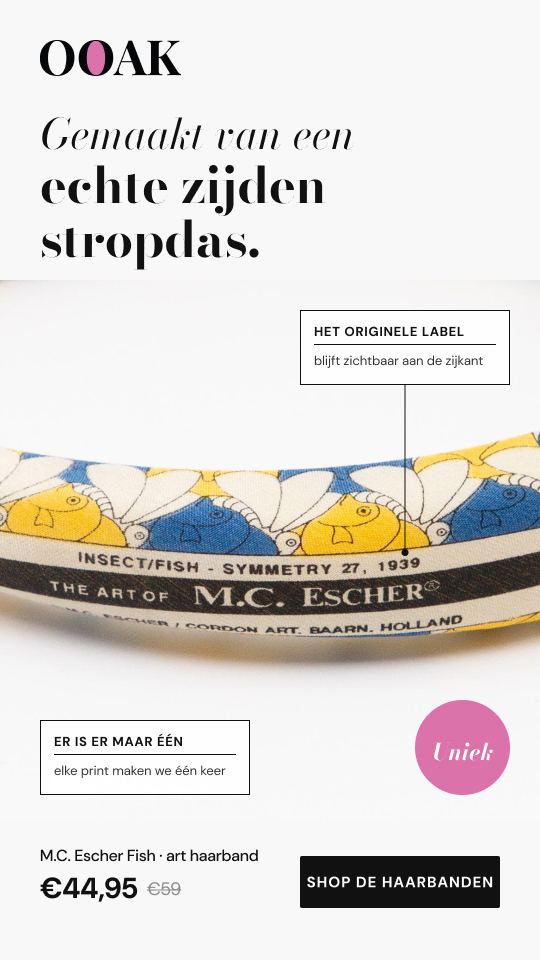 OOAK
Gemaakt van een
echte zijden
stropdas.
HET ORIGINELE LABEL
blijft zichtbaar aan de zijkant
INSECT/FISH - SYMMETRY 27, 1939
THE ART OF M.C. ESCHER®
M.C. ESCHER / CORDON ART. BAARN. HOLLAND
ER IS ER MAAR ÉÉN
elke print maken we één keer
Uniek
M.C. Escher Fish · art haarband
€44,95 €59
SHOP DE HAARBANDEN